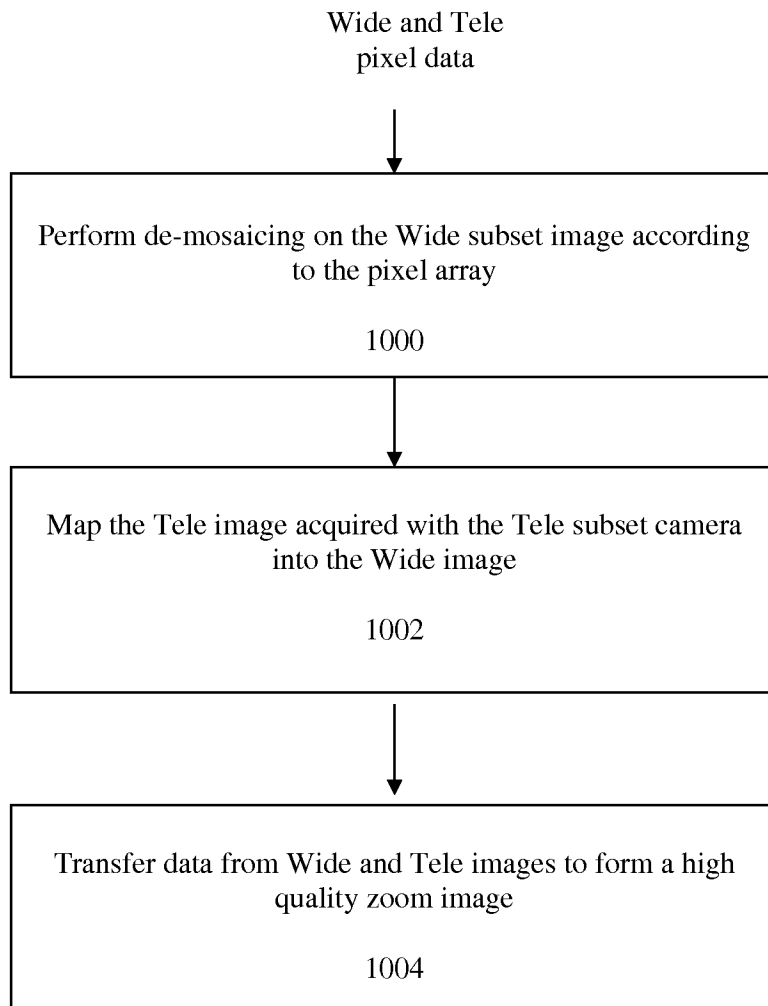 Wide and Tele
pixel data
Perform de-mosaicing on the Wide subset image according
to the pixel array
1000
Map the Tele image acquired with the Tele subset camera
into the Wide image
1002
Transfer data from Wide and Tele images to form a high
quality zoom image
1004